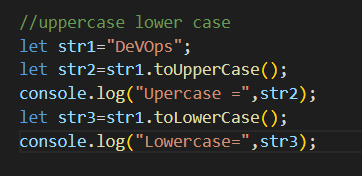 //uppercase lower case
let str1="DeVOps";
let str2=str1.toUpperCase();
console.log("Upercase =",str2);
let str3=str1.toLowerCase();
console.log("Lowercase=",str3);